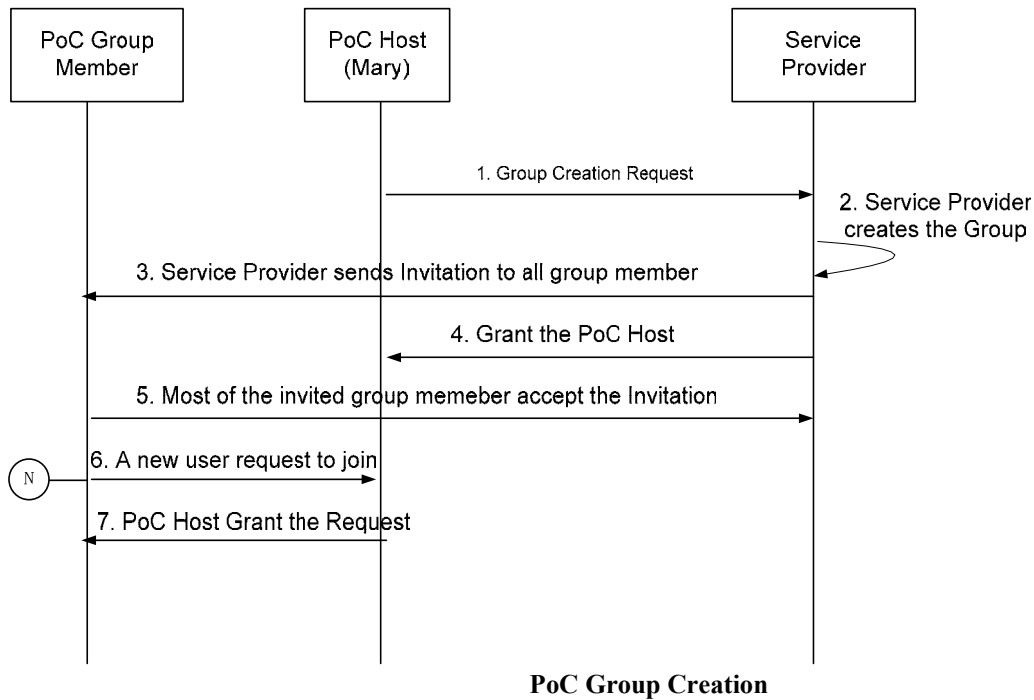 PoC Group
Member
PoC Host
(Mary)
Service
Provider
1. Group Creation Request
2. Service Provider
creates the Group
3. Service Provider sends Invitation to all group member
4. Grant the PoC Host
5. Most of the invited group memeber accept the Invitation
6. A new user request to join
N
7. PoC Host Grant the Request
PoC Group Creation